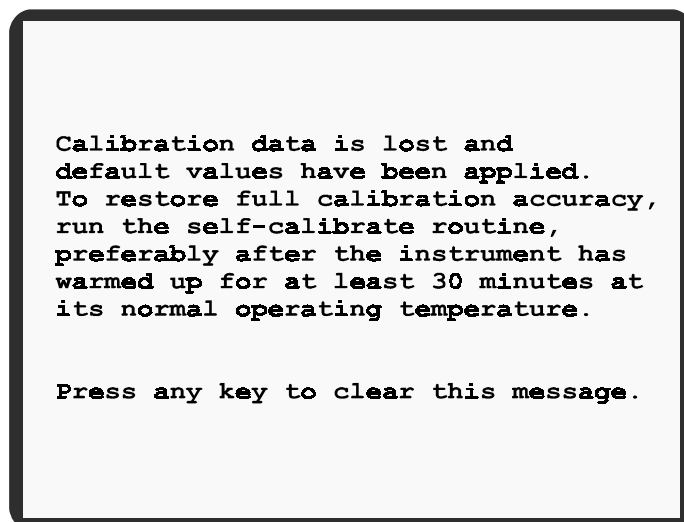 Calibration data is lost and
default values have been applied.
To restore full calibration accuracy,
run the self-calibrate routine,
preferably after the instrument has
warmed up for at least 30 minutes at
its normal operating temperature.
Press any key to clear this message.